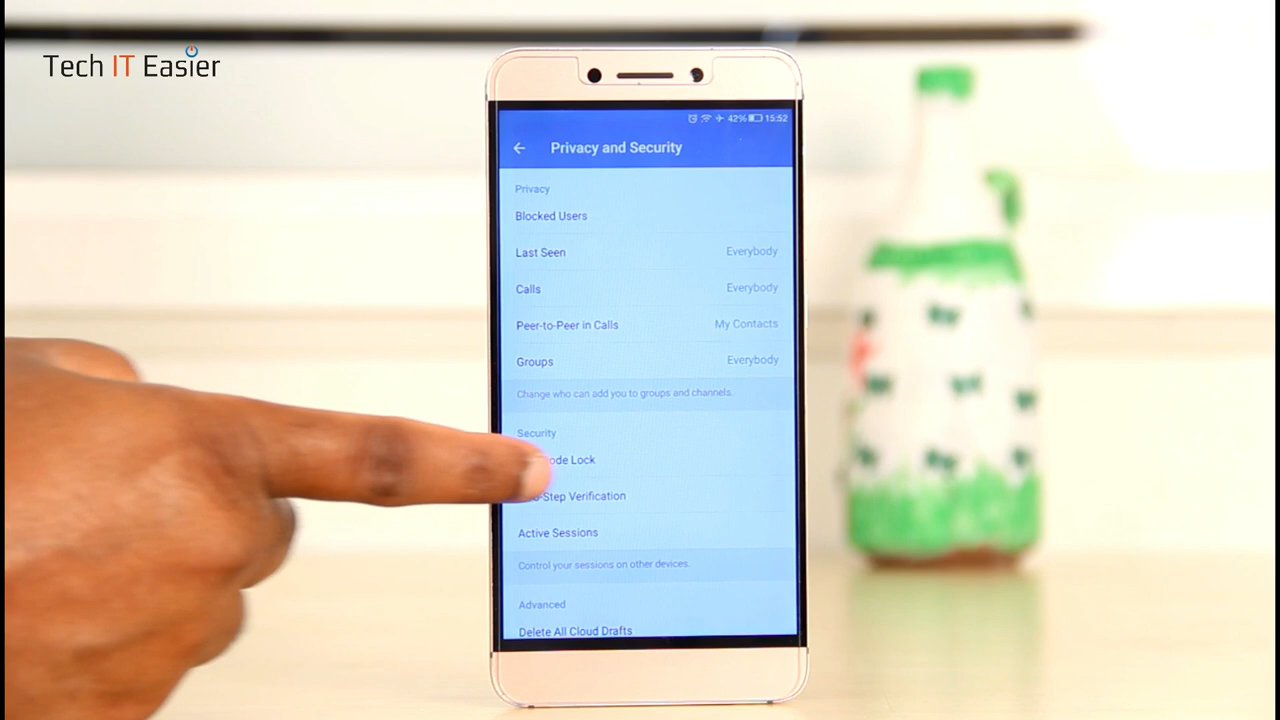 Tech IT Easier
42% 15:52
Privacy and Security
Privacy
Blocked Users
Last Seen Everybody
Calls Everybody
Peer-to-Peer in Calls My Contacts
Groups Everybody
Change who can add you to groups and channels.
Security
ode Lock
-Step Verification
Active Sessions
Control your sessions on other devices.
Advanced
Delete All Cloud Drafts